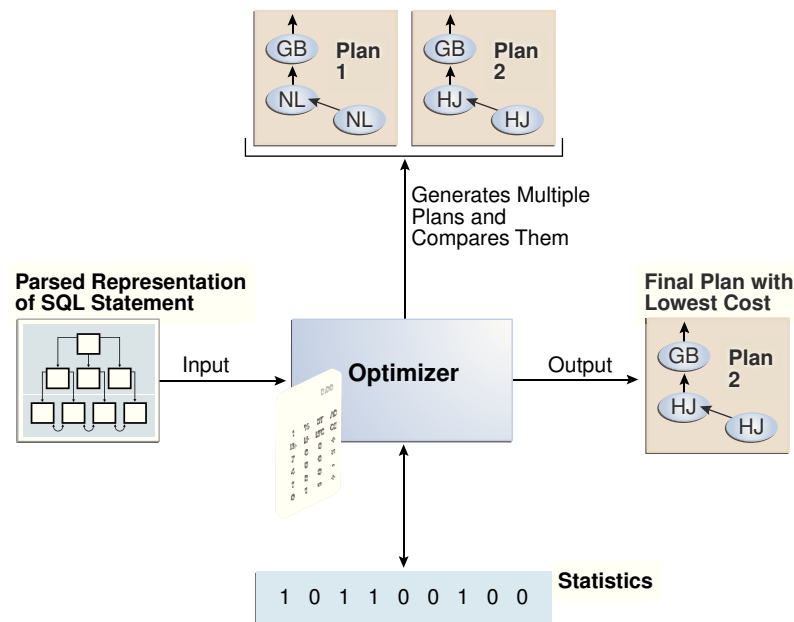 GB
Plan
1
NL
NL
GB
Plan
2
HJ
HJ
Generates Multiple
Plans and
Compares Them
Parsed Representation
of SQL Statement
Input
Optimizer
Output
Final Plan with
Lowest Cost
GB
Plan
2
HJ
HJ
0.00
Statistics
1 0 1 1 0 0 1 0 0